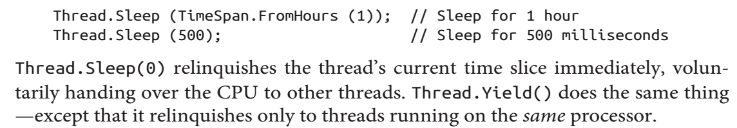 Thread.Sleep (TimeSpan.FromHours (1));  // Sleep for 1 hour
Thread.Sleep (500);                     // Sleep for 500 milliseconds
Thread.Sleep(0) relinquishes the thread’s current time slice immediately, volun-
tarily handing over the CPU to other threads. Thread.Yield() does the same thing
—except that it relinquishes only to threads running on the same processor.